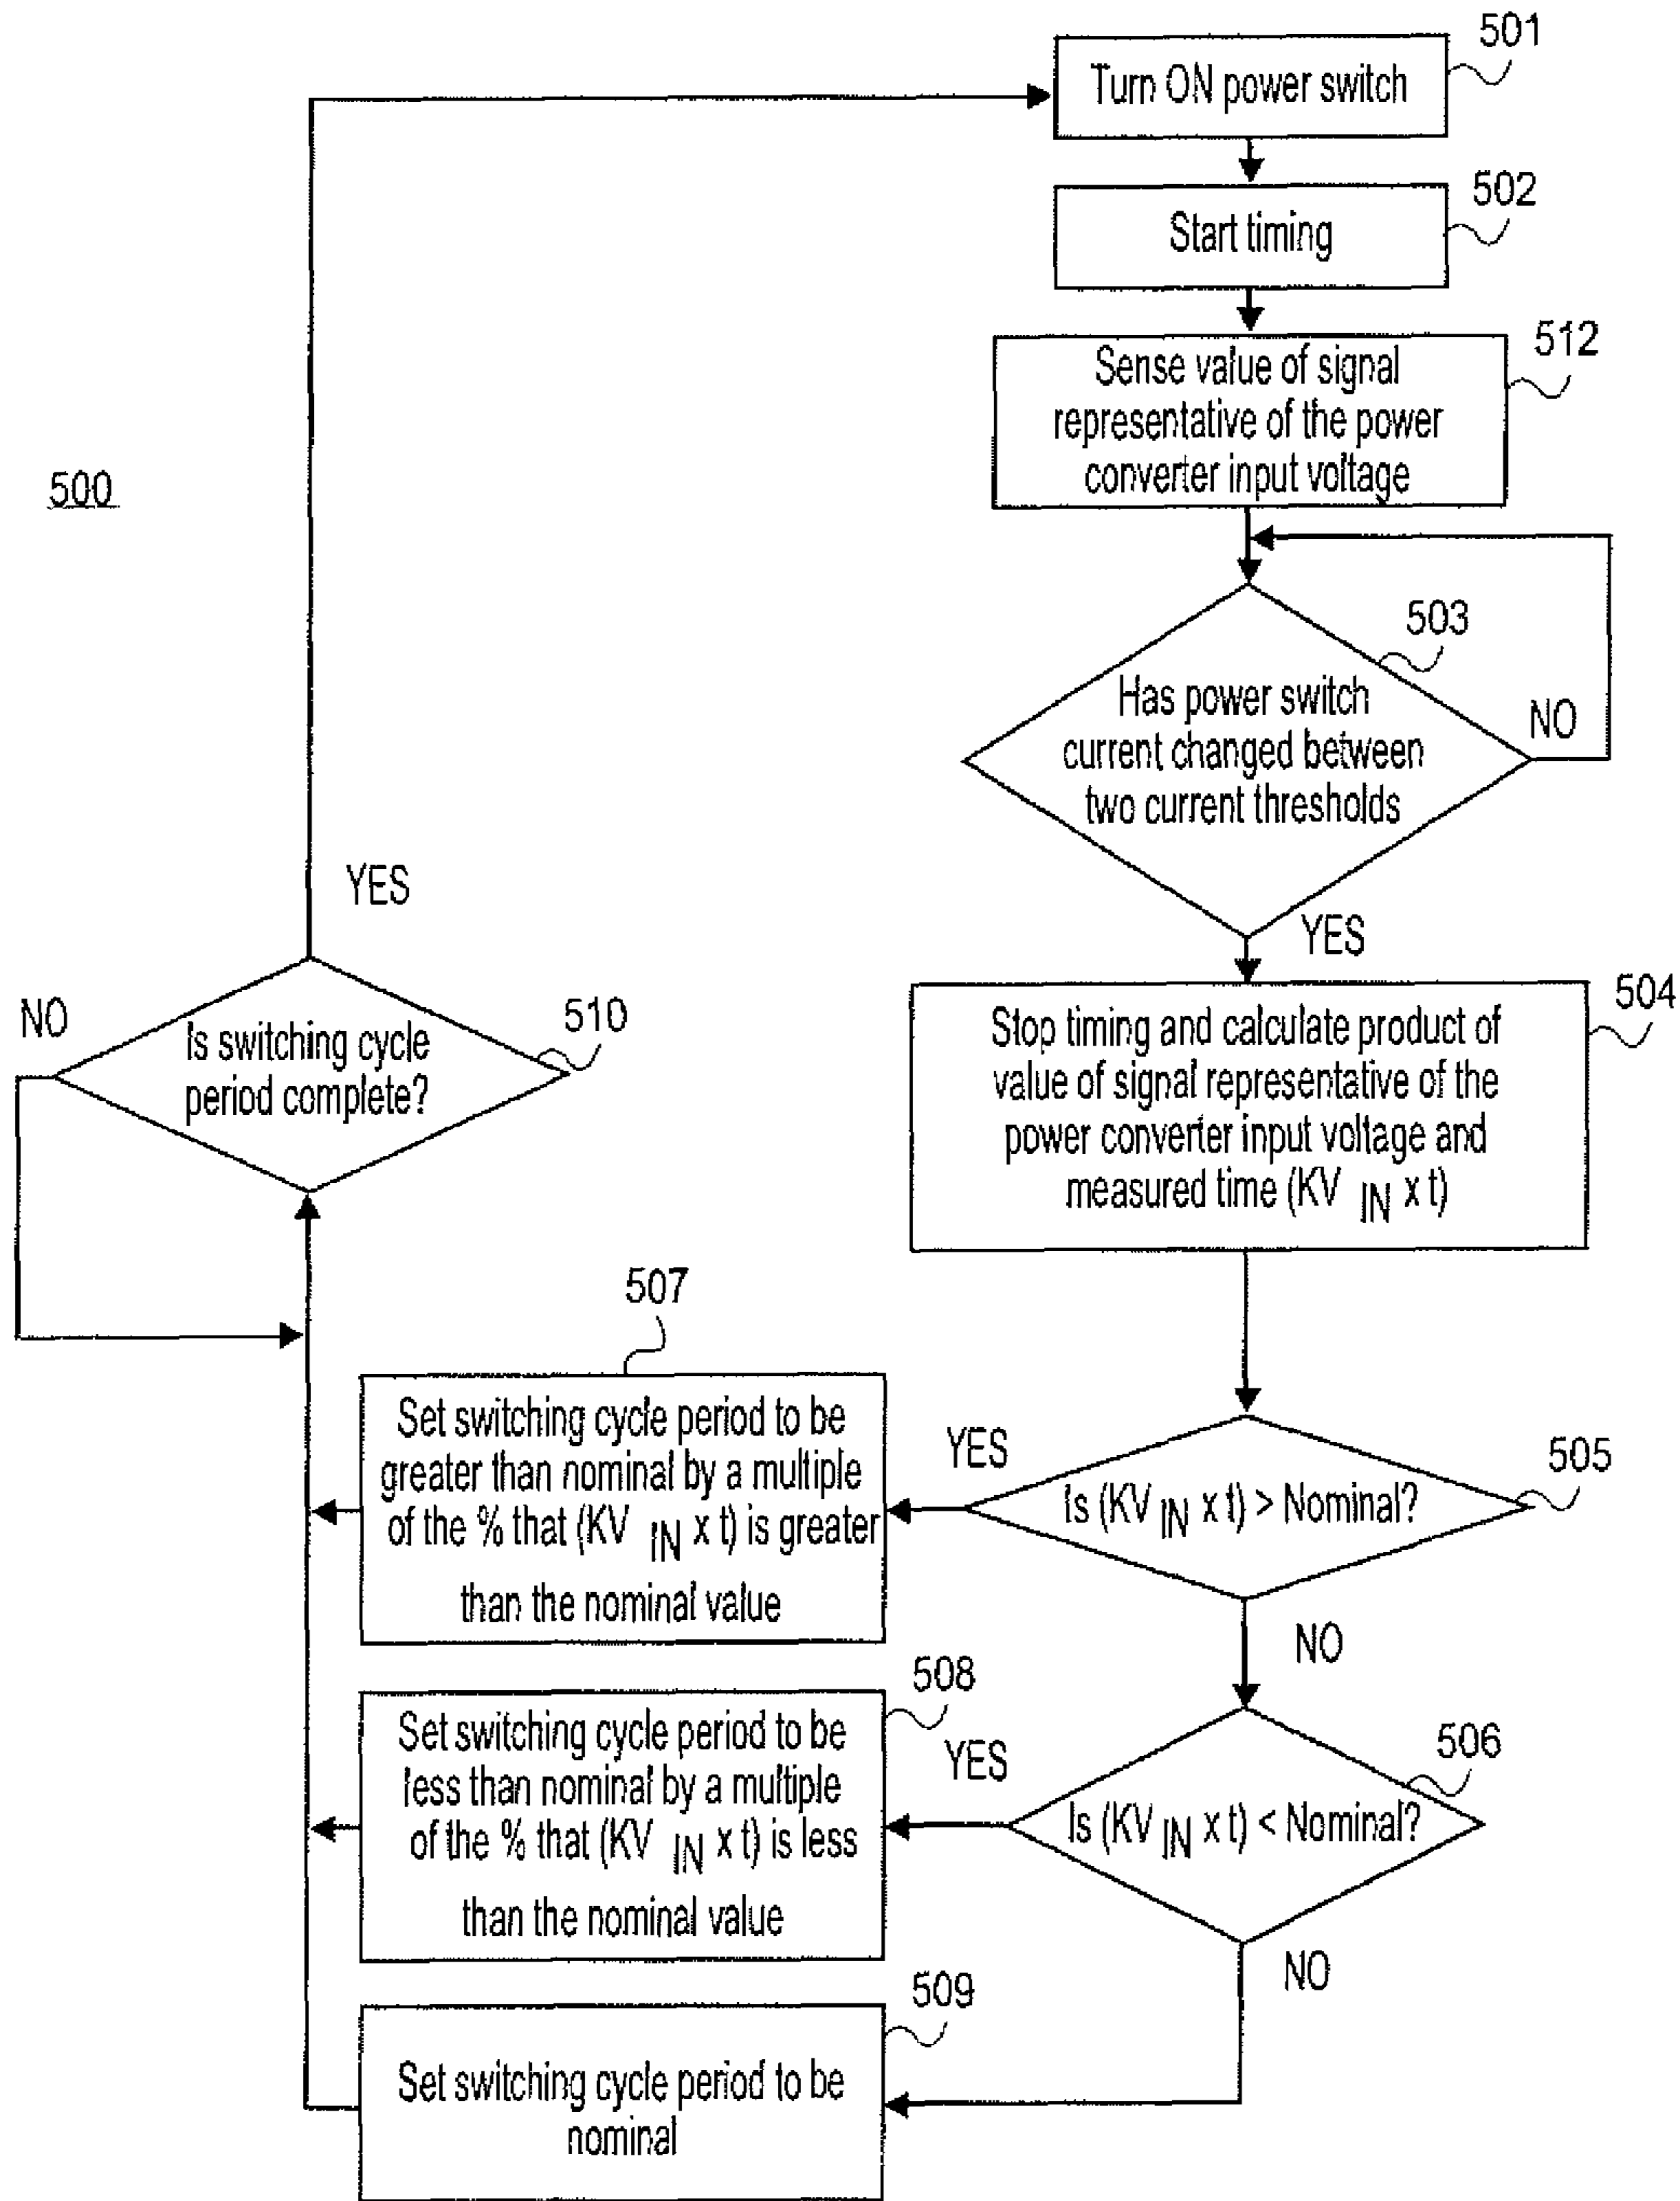 501
Turn ON power switch
502
Start timing
512
Sense value of signal
representative of the power
converter input voltage
500
503
Has power switch
current changed between
two current thresholds
NO
YES
504
Stop timing and calculate product of
value of signal representative of the
power converter input voltage and
measured time (KV IN x t)
YES
NO
510
Is switching cycle
period complete?
507
Set switching cycle period to be
greater than nominal by a multiple
of the % that (KV IN x t) is greater
than the nominal value
YES
505
Is (KV IN x t) > Nominal?
NO
508
Set switching cycle period to be
less than nominal by a multiple
of the % that (KV IN x t) is less
than the nominal value
YES
506
Is (KV IN x t) < Nominal?
NO
509
Set switching cycle period to be
nominal